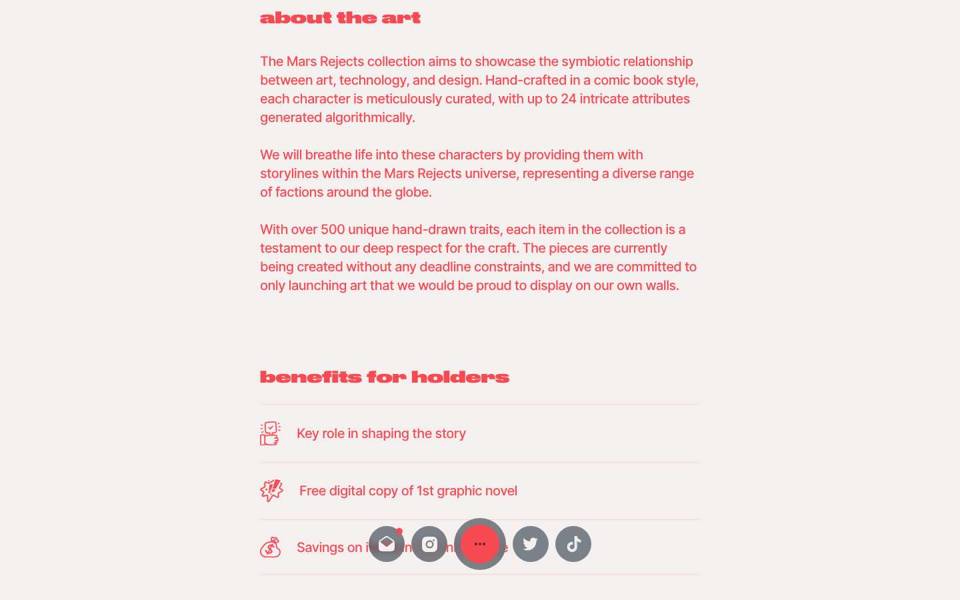 about the art
The Mars Rejects collection aims to showcase the symbiotic relationship
between art, technology, and design. Hand-crafted in a comic book style,
each character is meticulously curated, with up to 24 intricate attributes
generated algorithmically.
We will breathe life into these characters by providing them with
storylines within the Mars Rejects universe, representing a diverse range
of factions around the globe.
With over 500 unique hand-drawn traits, each item in the collection is a
testament to our deep respect for the craft. The pieces are currently
being created without any deadline constraints, and we are committed to
only launching art that we would be proud to display on our own walls.
benefits for holders
Key role in shaping the story
Free digital copy of 1st graphic novel
Savings on